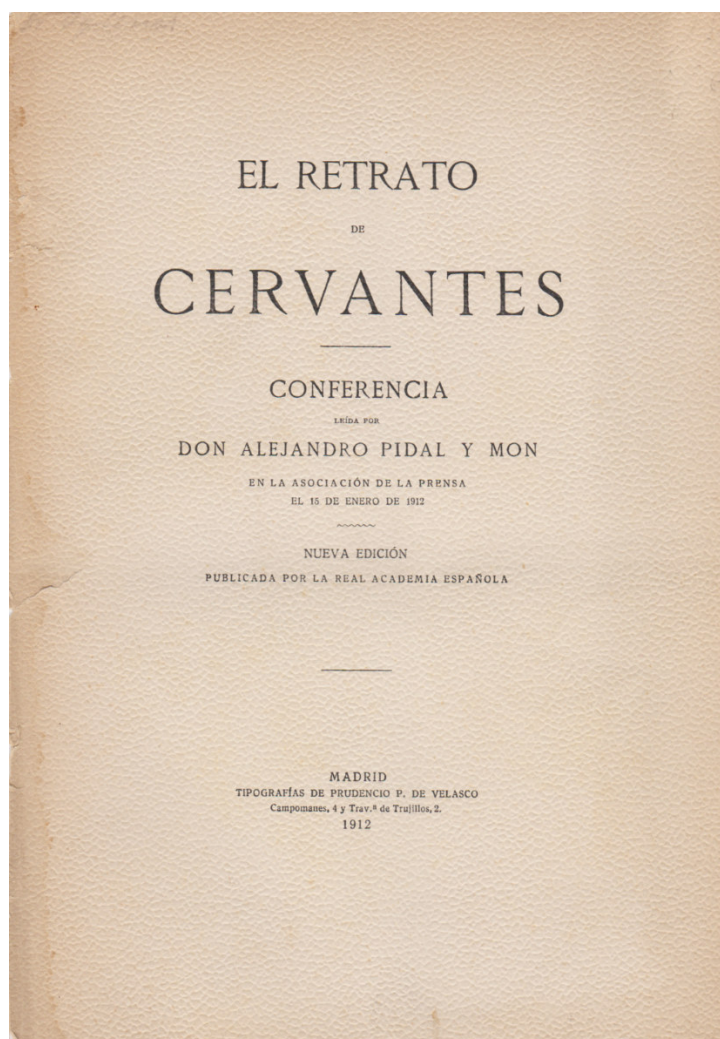 EL RETRATO
DE
CERVANTES
CONFERENCIA
LEÍDA POR
DON ALEJANDRO PIDAL Y MON
EN LA ASOCIACIÓN DE LA PRENSA
EL 15 DE ENERO DE 1912
NUEVA EDICIÓN
PUBLICADA POR LA REAL ACADEMIA ESPAÑOLA
MADRID
TIPOGRAFÍAS DE PRUDENCIO P. DE VELASCO
Campomanes, 4 y Trav.ª de Trujillos, 2.
1912